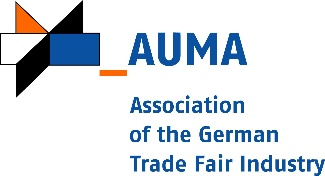 AUMA
Association
of the German
Trade Fair Industry